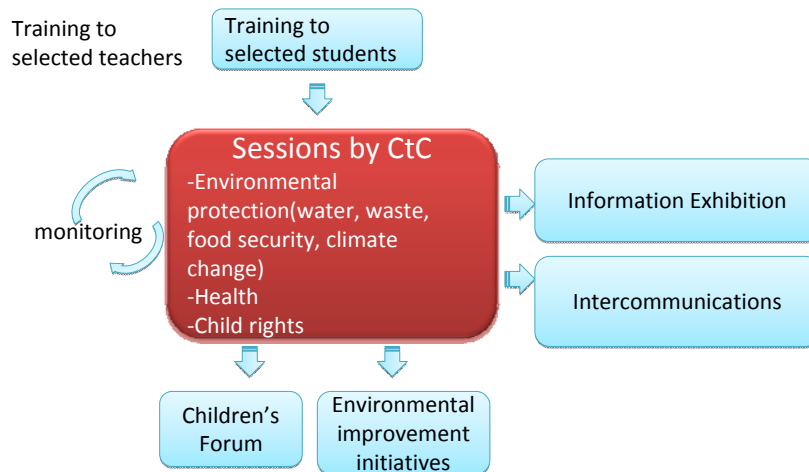 Training to
selected teachers
Training to
selected students
Sessions by CtC
-Environmental
protection(water, waste,
food security, climate
change)
-Health
-Child rights
monitoring
Information Exhibition
Intercommunications
Children’s
Forum
Environmental
improvement
initiatives